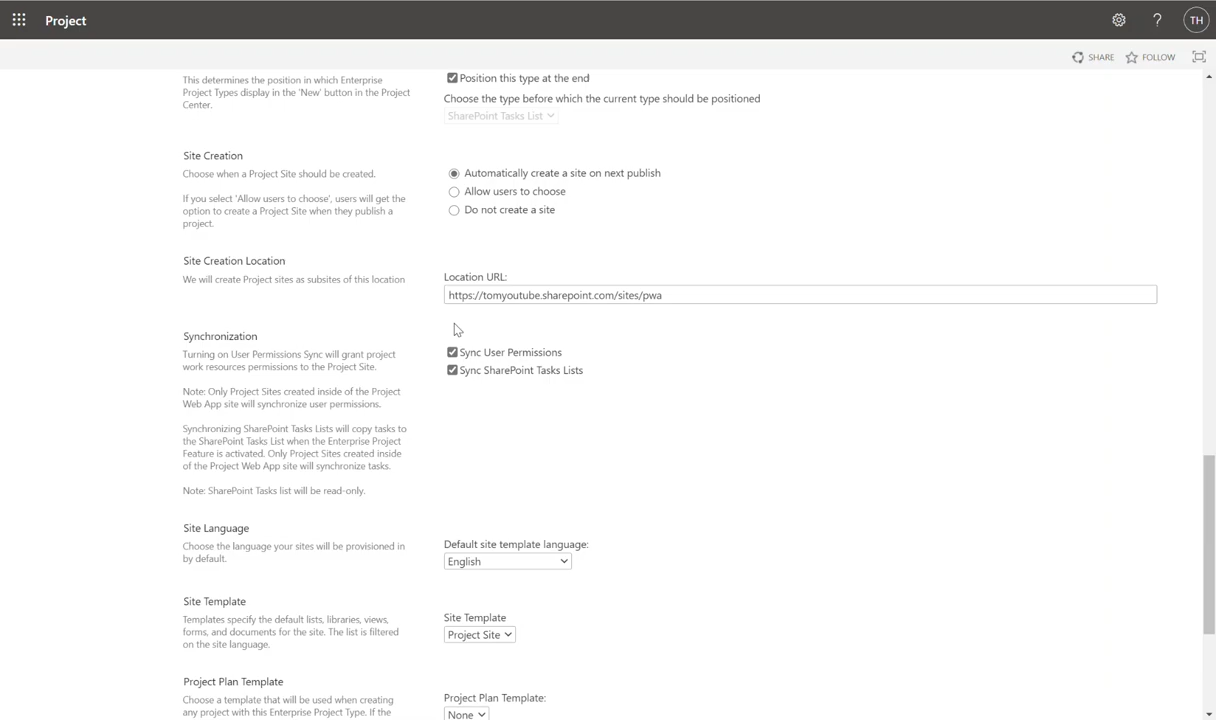 Project
TH
SHARE
FOLLOW
This determines the position in which Enterprise
Project Types display in the 'New' button in the Project
Center.
Position this type at the end
Choose the type before which the current type should be positioned
SharePoint Tasks List
Site Creation
Choose when a Project Site should be created.
If you select 'Allow users to choose', users will get the
option to create a Project Site when they publish a
project.
Automatically create a site on next publish
Allow users to choose
Do not create a site
Site Creation Location
We will create Project sites as subsites of this location
Location URL:
https://tomyoutube.sharepoint.com/sites/pwa
Synchronization
Turning on User Permissions Sync will grant project
work resources permissions to the Project Site.
Note: Only Project Sites created inside of the Project
Web App site will synchronize user permissions.
Synchronizing SharePoint Tasks Lists will copy tasks to
the SharePoint Tasks List when the Enterprise Project
Feature is activated. Only Project Sites created inside
of the Project Web App site will synchronize tasks.
Note: SharePoint Tasks list will be read-only.
Sync User Permissions
Sync SharePoint Tasks Lists
Site Language
Choose the language your sites will be provisioned in
by default.
Default site template language:
English
Site Template
Templates specify the default lists, libraries, views,
forms, and documents for the site. The list is filtered
on the site language.
Site Template
Project Site
Project Plan Template
Choose a template that will be used when creating
any project with this Enterprise Project Type. If the
Project Plan Template:
None